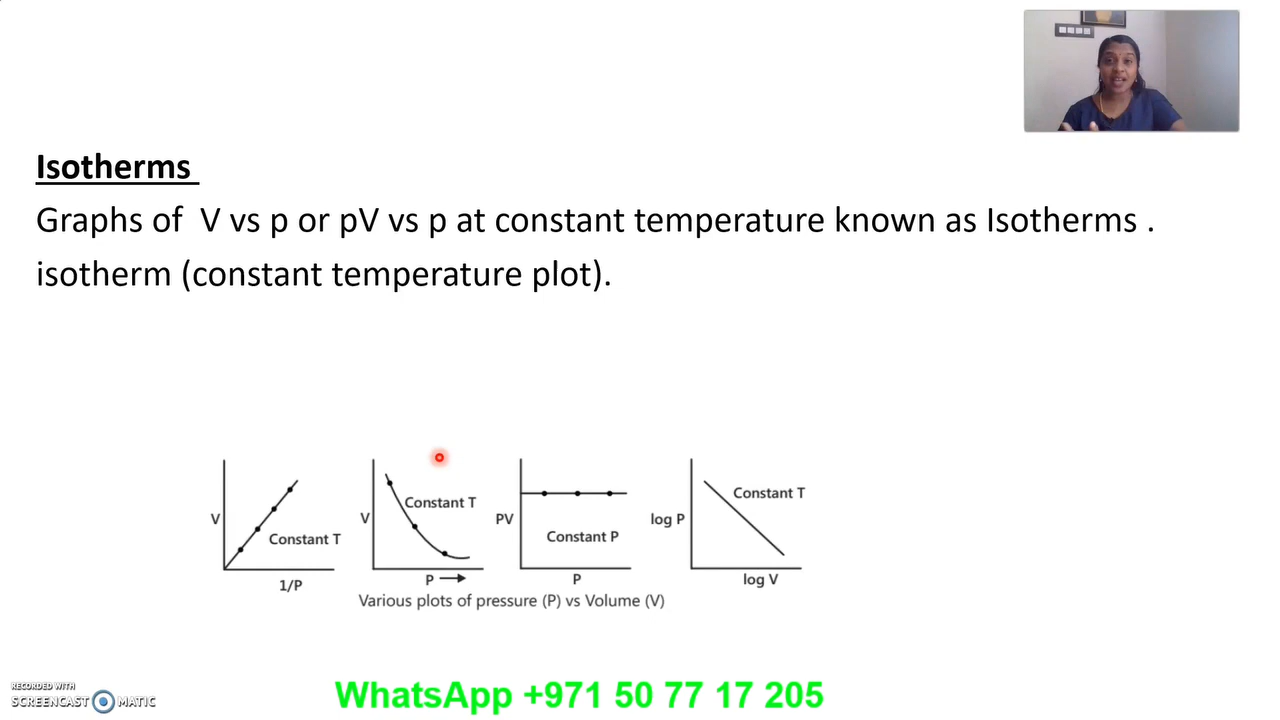 Isotherms
Graphs of V vs p or pV vs p at constant temperature known as Isotherms .
isotherm (constant temperature plot).
V
Constant T
1/P
V
Constant T
P
PV
Constant P
P
log P
Constant T
log V
Various plots of pressure (P) vs Volume (V)
RECORDED WITH
SCREENCAST MATIC
WhatsApp +971 50 77 17 205